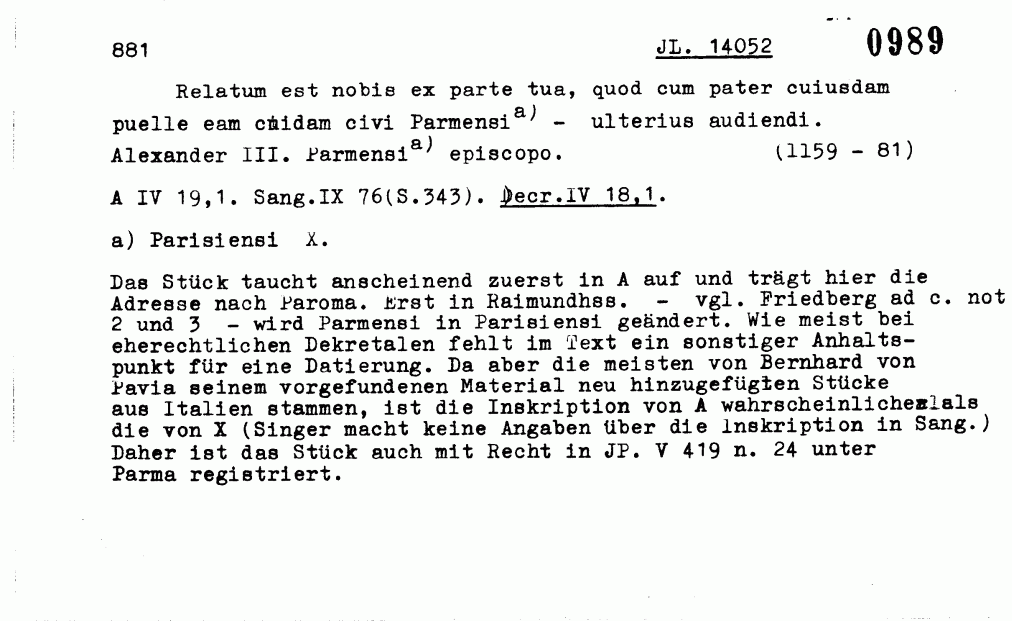 881 JL. 14052 0989
Relatum est nobis ex parte tua, quod cum pater cuiusdam
puelle eam cuidam civi Parmensi a) - ulterius audiendi.
Alexander III. Parmensi a) episcopo. (1159 - 81)
A IV 19,1. Sang.IX 76(S.343). Decr.IV 18,1.
a) Parisiensi X.
Das Stück taucht anscheinend zuerst in A auf und trägt hier die
Adresse nach Paroma. Erst in Raimundhss. - vgl. Friedberg ad c. not
2 und 3 - wird Parmensi in Parisiensi geändert. Wie meist bei
eherechtlichen Dekretalen fehlt im Text ein sonstiger Anhalts-
punkt für eine Datierung. Da aber die meisten von Bernhard von
Pavia seinem vorgefundenen Material neu hinzugefügten Stücke
aus Italien stammen, ist die Inskription von A
die von X (Singer macht keine Angaben über die Inskription in Sang.)
Daher ist das Stück auch mit Recht in JP. V 419 n. 24 unter
Parma registriert.